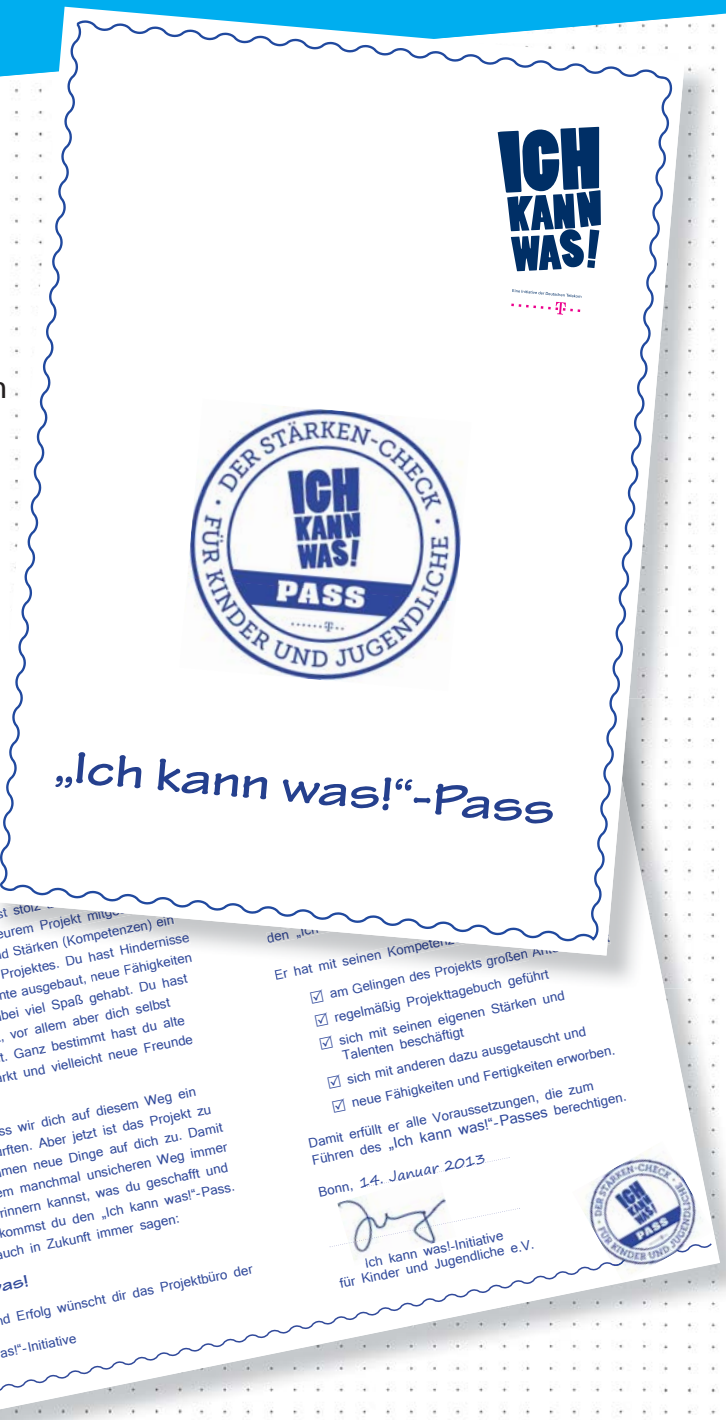 ICH
KANN
WAS!
Eine Initiative der Deutschen Telekom
T
n
· DER STÄRKEN-CHECK ·
FÜR KINDER UND JUGENDLICHE
ICH
KANN
WAS!
PASS
T
„Ich kann was!“-Pass
st stolz
eurem Projekt
d Stärken (Kompetenzen) ein
Projektes. Du hast Hindernisse
nte ausgebaut, neue Fähigkeiten
bei viel Spaß gehabt. Du hast
, vor allem aber dich selbst
t. Ganz bestimmt hast du alte
rkt und vielleicht neue Freunde
ss wir dich auf diesem Weg ein
rften. Aber jetzt ist das Projekt zu
mmen neue Dinge auf dich zu. Damit
em manchmal unsicheren Weg immer
rinnern kannst, was du geschafft und
kommst du den „Ich kann was!“-Pass.
auch in Zukunft immer sagen:
as!
nd Erfolg wünscht dir das Projektbüro der
as!“-Initiative
den „Ich
Er hat mit seinen
☑ am Gelingen des Projekts großen
☑ regelmäßig Projekttagebuch geführt
☑ sich mit seinen eigenen Stärken und
Talenten beschäftigt
☑ sich mit anderen dazu ausgetauscht und
☑ neue Fähigkeiten und Fertigkeiten erworben.
Damit erfüllt er alle Voraussetzungen, die zum
Führen des „Ich kann was!“-Passes berechtigen.
Bonn, 14. Januar 2013
Ich kann was!-Initiative
für Kinder und Jugendliche e.V.
DER STÄRKEN-CHECK
FÜR KINDER UND JUGENDLICHE
ICH
KANN
WAS!
PASS